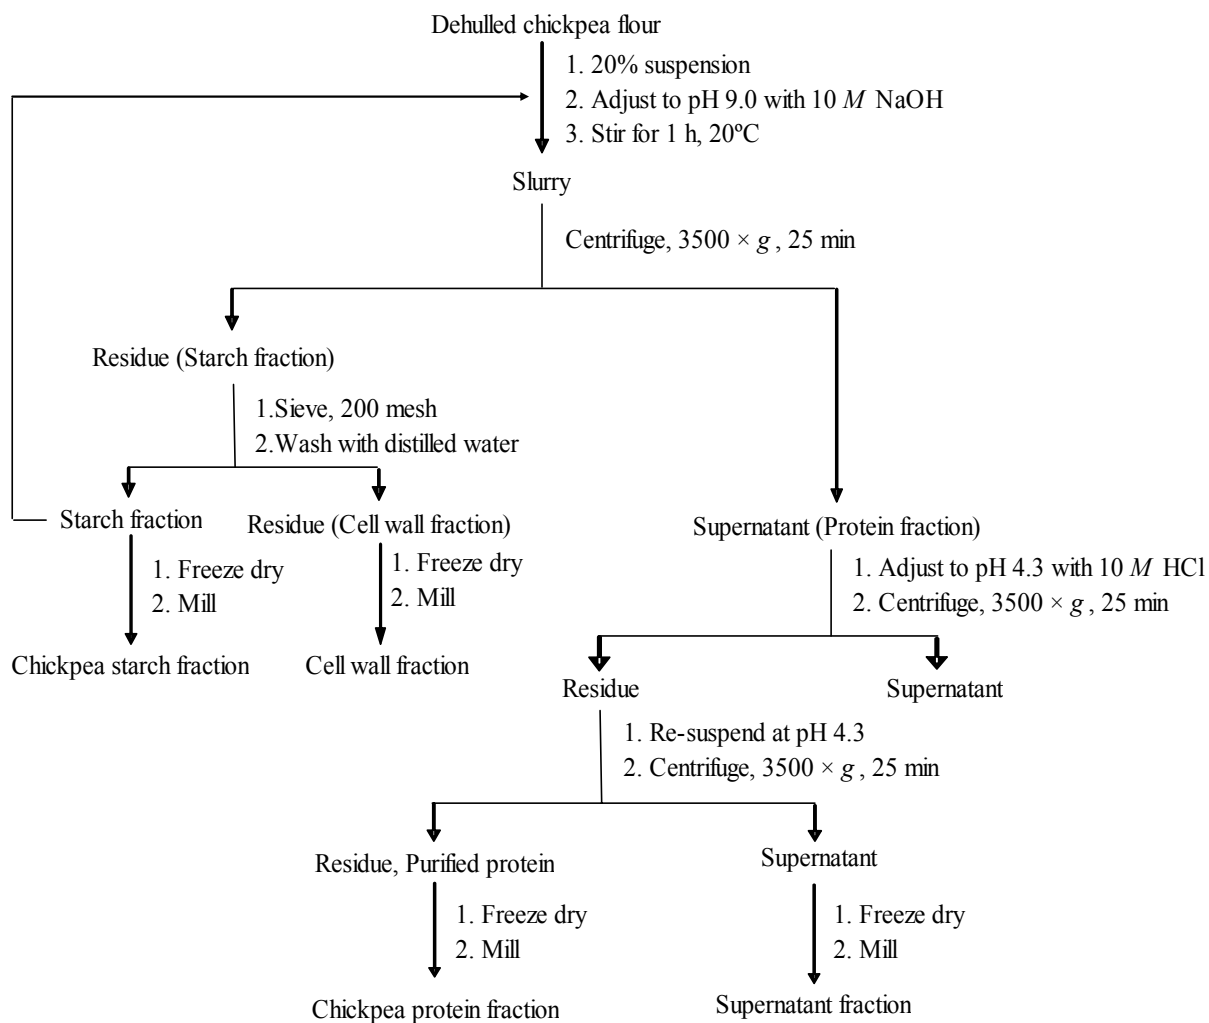 Dehulled chickpea flour
1. 20% suspension
2. Adjust to pH 9.0 with 10 M NaOH
3. Stir for 1 h, 20ºC
Slurry
Centrifuge, 3500 × g , 25 min
Residue (Starch fraction)
1.Sieve, 200 mesh
2.Wash with distilled water
Starch fraction
Residue (Cell wall fraction)
Supernatant (Protein fraction)
1. Freeze dry
2. Mill
1. Freeze dry
2. Mill
1. Adjust to pH 4.3 with 10 M HCl
2. Centrifuge, 3500 × g , 25 min
Chickpea starch fraction
Cell wall fraction
Residue
Supernatant
1. Re-suspend at pH 4.3
2. Centrifuge, 3500 × g , 25 min
Residue, Purified protein
Supernatant
1. Freeze dry
2. Mill
1. Freeze dry
2. Mill
Chickpea protein fraction
Supernatant fraction